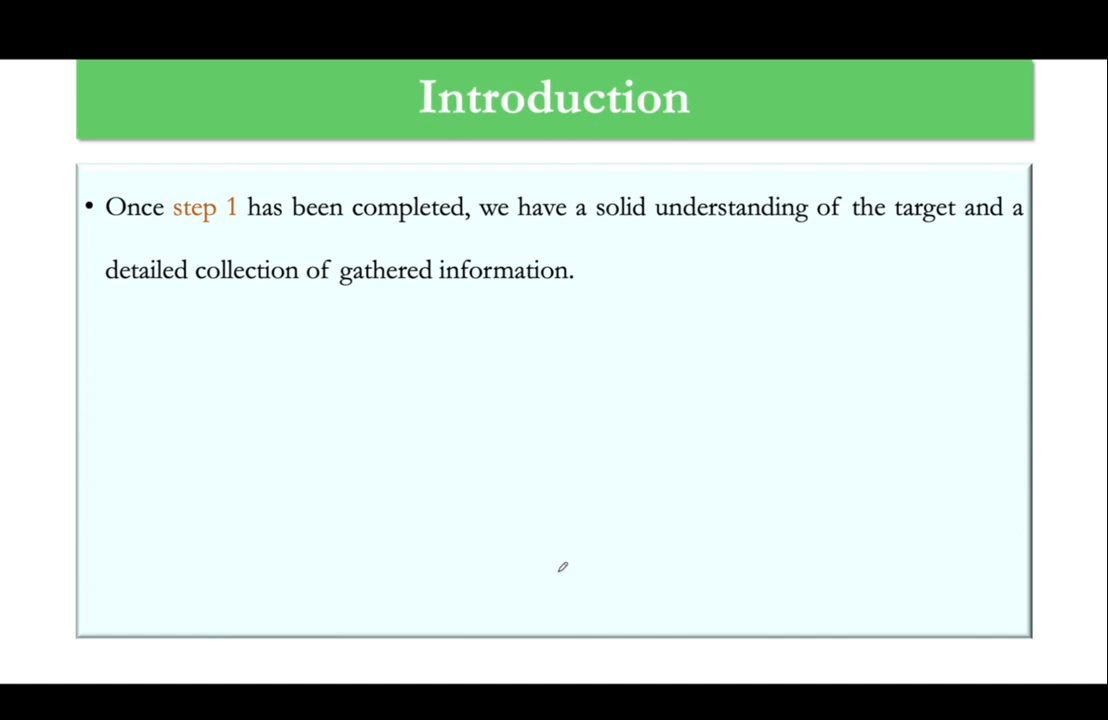 Introduction
• Once step 1 has been completed, we have a solid understanding of the target and a
detailed collection of gathered information.